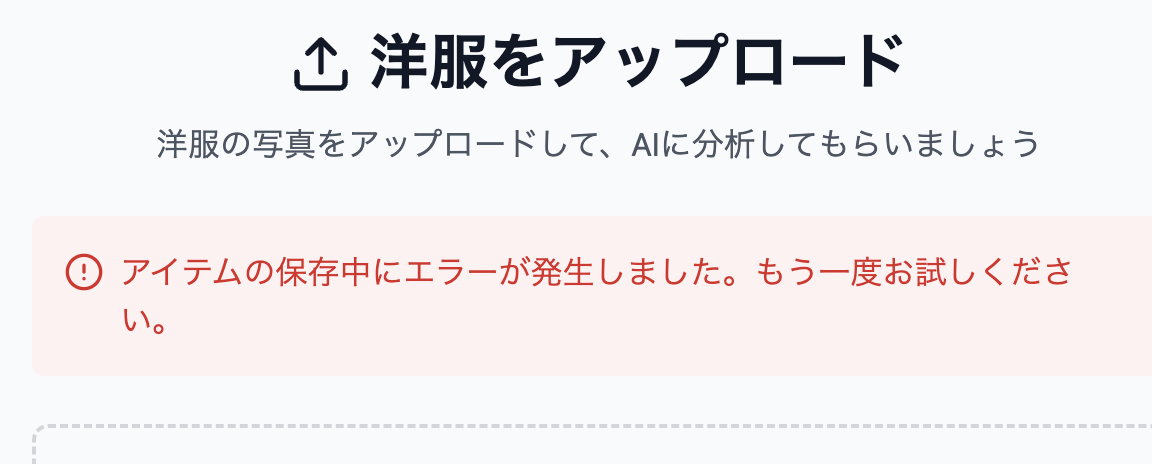 洋服をアップロード
洋服の写真をアップロードして、AIに分析してもらいましょう
アイテムの保存中にエラーが発生しました。もう一度お試しくださ
い。